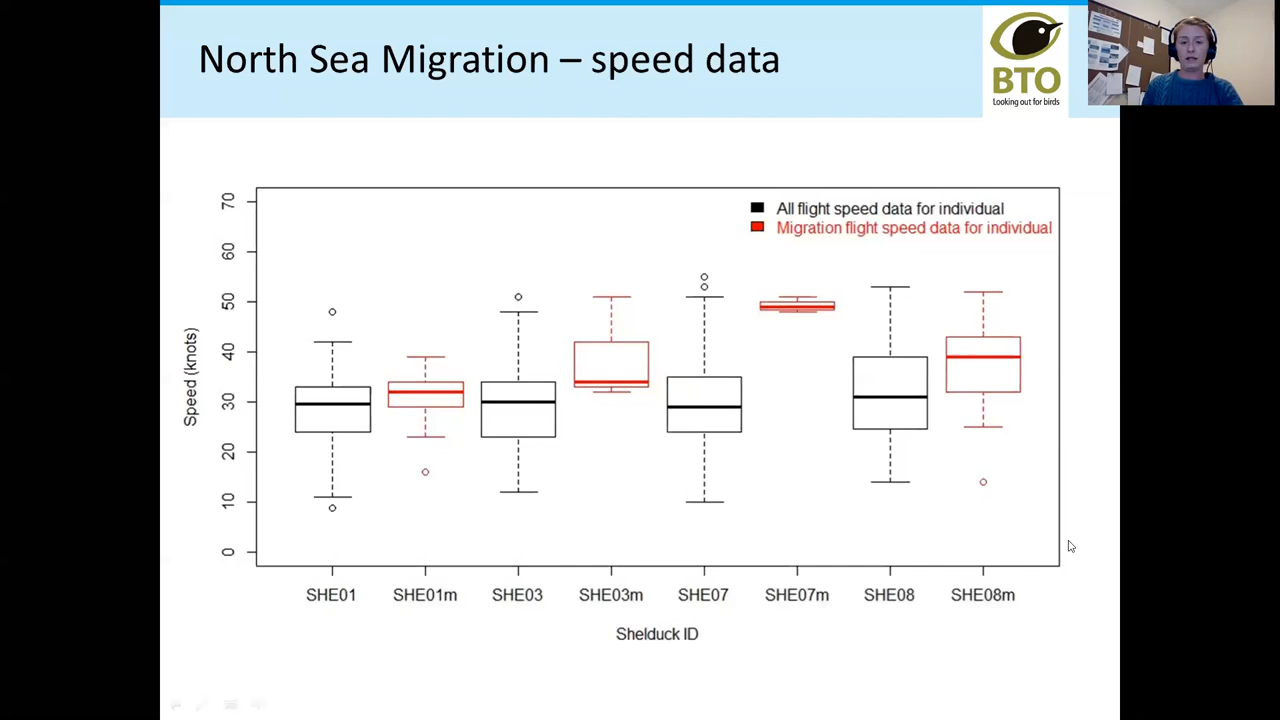 North Sea Migration – speed data
BTO
Looking out for birds
All flight speed data for individual
Migration flight speed data for individual
Speed (knots)
70
60
50
40
30
20
10
0
SHE01 SHE01m SHE03 SHE03m SHE07 SHE07m SHE08 SHE08m
Shelduck ID